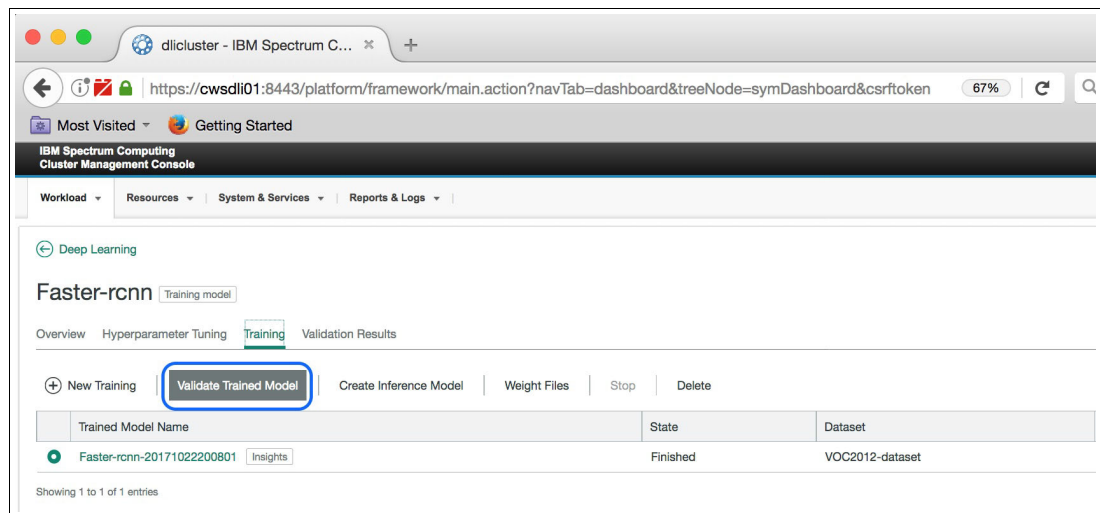 dlicluster - IBM Spectrum C... × +
https://cwsdli01:8443/platform/framework/main.action?navTab=dashboard&treeNode=symDashboard&csrftoken 67%
Most Visited Getting Started
IBM Spectrum Computing
Cluster Management Console
Workload Resources System & Services Reports & Logs
Deep Learning
Faster-rcnn Training model
Overview Hyperparameter Tuning Training Validation Results
New Training Validate Trained Model Create Inference Model Weight Files Stop Delete
Trained Model Name State Dataset
Faster-rcnn-20171022200801 Insights Finished VOC2012-dataset
Showing 1 to 1 of 1 entries